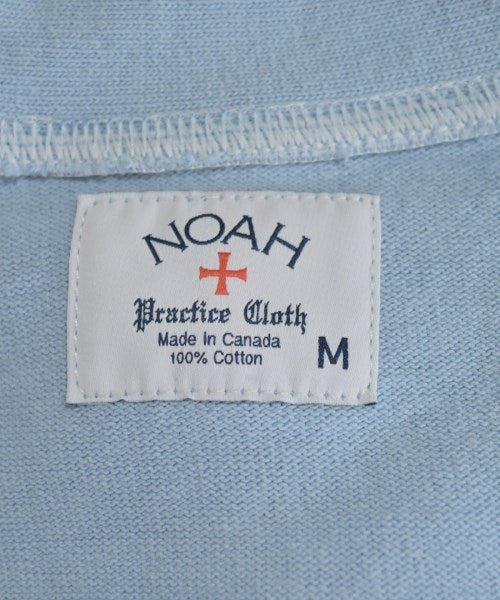 NOAH
Practice Cloth
Made In Canada
100% Cotton
M